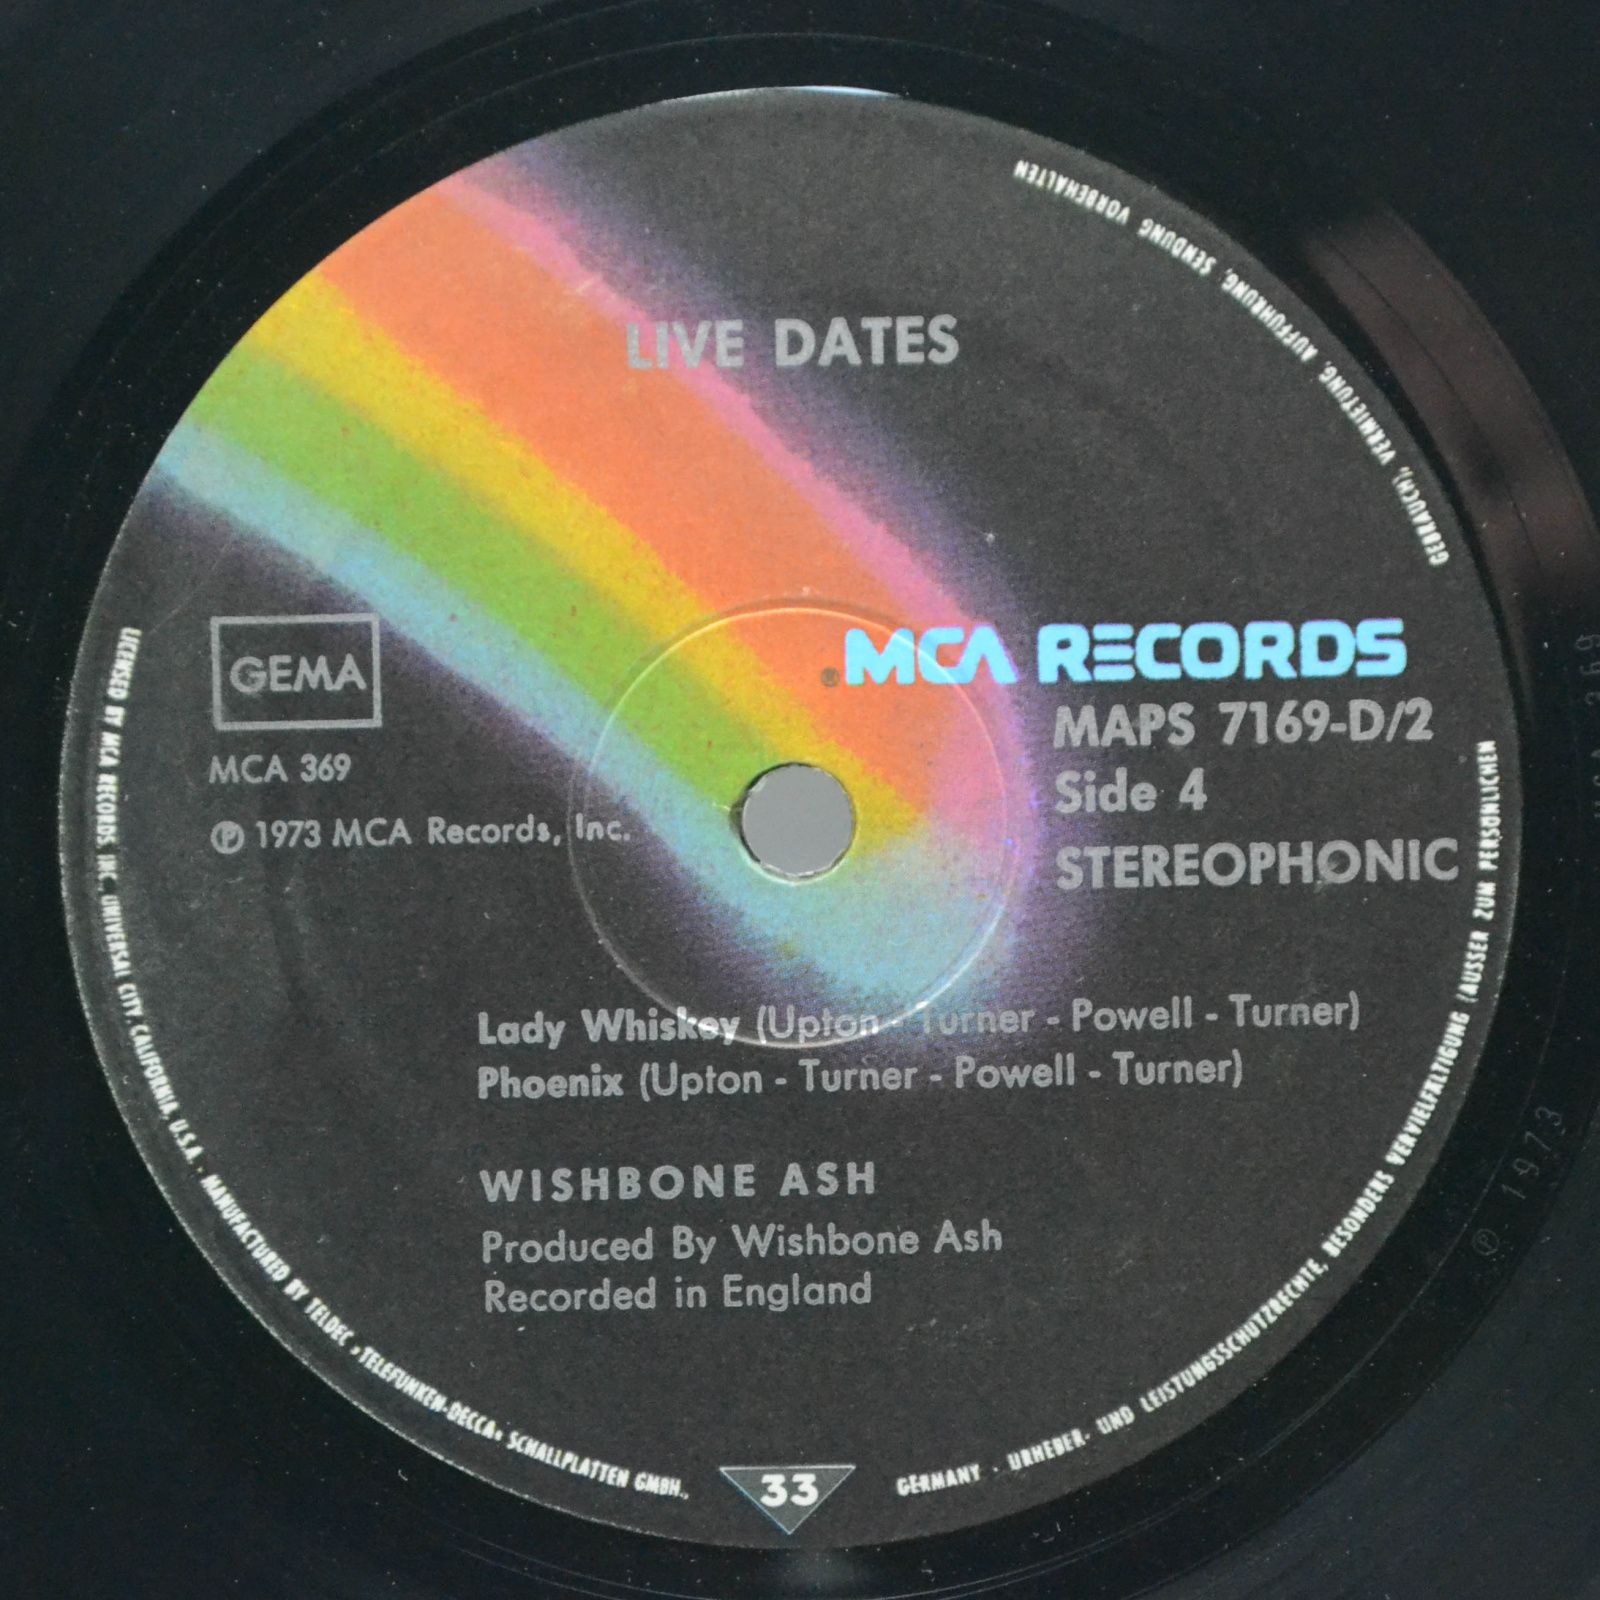 LIVE DATES
® MCA RECORDS
MAPS 7169-D/2
Side 4
STEREOPHONIC
GEMA
MCA 369
℗ 1973 MCA Records, Inc.
Lady Whiskey (Upton - Turner - Powell - Turner)
Phoenix (Upton - Turner - Powell - Turner)
WISHBONE ASH
Produced By Wishbone Ash
Recorded in England
33
LICENSED BY MCA RECORDS INC. UNIVERSAL CITY, CALIFORNIA, U.S.A. · MANUFACTURED BY TELDEC „TELEFUNKEN-DECCA« SCHALLPLATTEN GMBH., GERMANY · URHEBER- UND LEISTUNGSSCHUTZRECHTE, BESONDERS VERVIELFÄLTIGUNG (AUSSER ZUM PERSÖNLICHEN GEBRAUCH), VERMIETUNG, AUFFÜHRUNG, SENDUNG VORBEHALTEN
℗ 1973
MCA 369